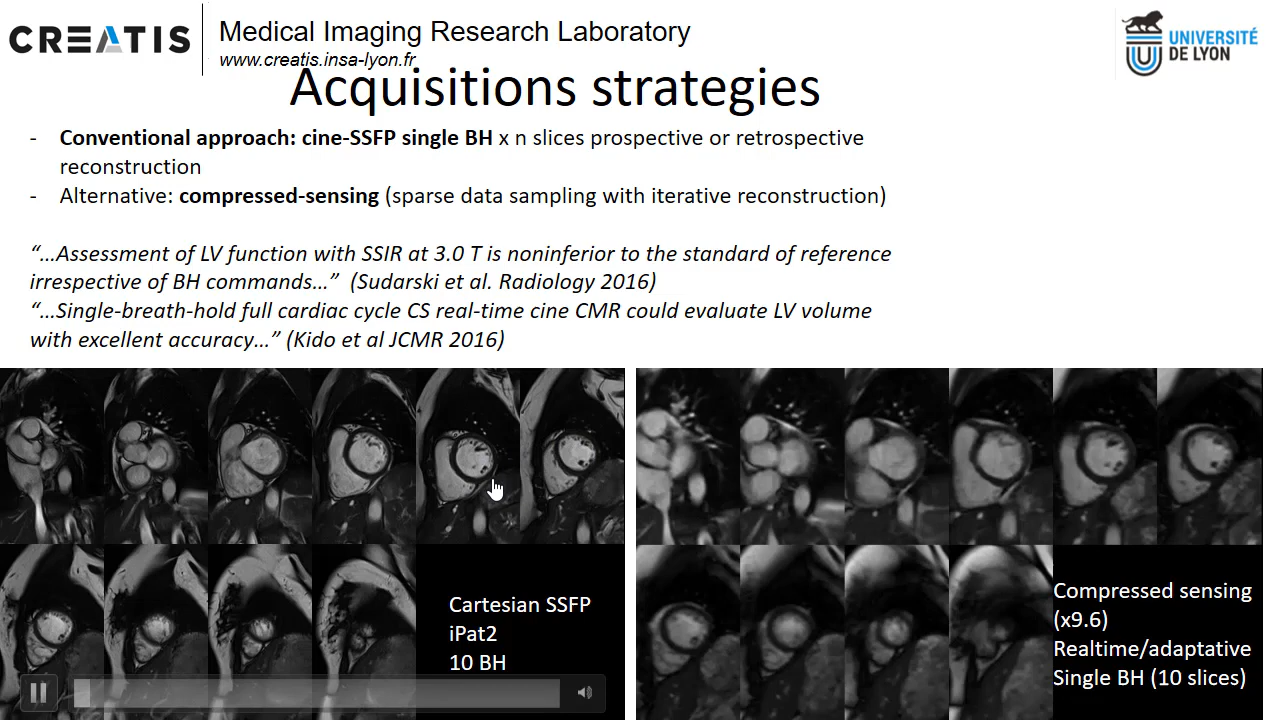 CREATIS
Medical Imaging Research Laboratory
www.creatis.insa-lyon.fr
UNIVERSITÉ
DE LYON
Acquisitions strategies
- Conventional approach: cine-SSFP single BH x n slices prospective or retrospective
reconstruction
- Alternative: compressed-sensing (sparse data sampling with iterative reconstruction)
“…Assessment of LV function with SSIR at 3.0 T is noninferior to the standard of reference
irrespective of BH commands…” (Sudarski et al. Radiology 2016)
“…Single-breath-hold full cardiac cycle CS real-time cine CMR could evaluate LV volume
with excellent accuracy…” (Kido et al JCMR 2016)
Cartesian SSFP
iPat2
10 BH
Compressed sensing
(x9.6)
Realtime/adaptative
Single BH (10 slices)